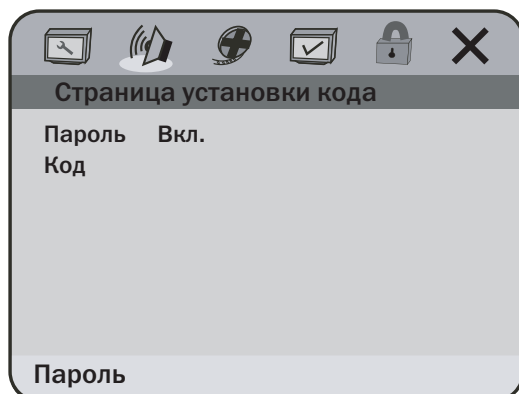 Страница установки кода
Пароль Вкл.
Код
Пароль